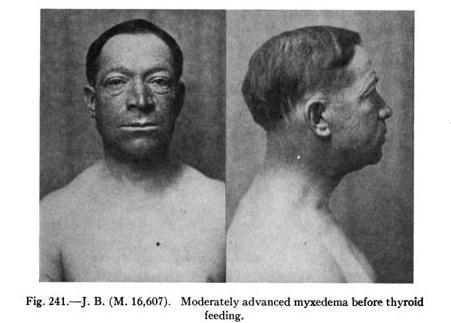 Fig. 241.—J. B. (M. 16,607). Moderately advanced myxedema before thyroid
feeding.